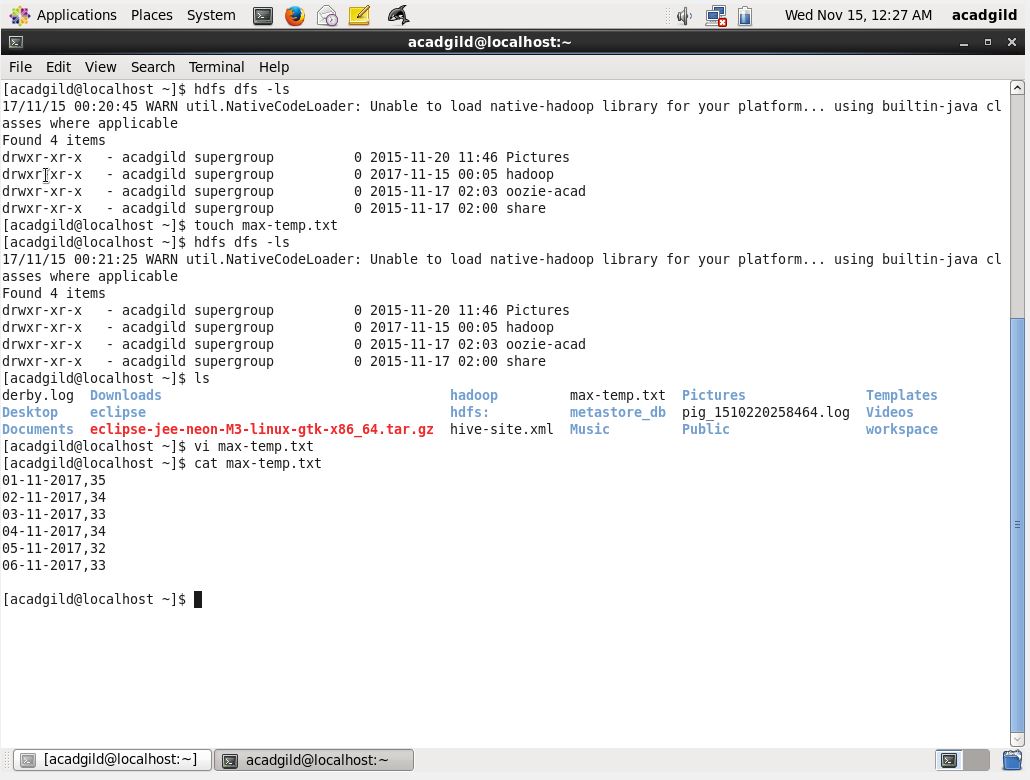 Applications Places System Wed Nov 15, 12:27 AM acadgild
acadgild@localhost:~
File Edit View Search Terminal Help
[acadgild@localhost ~]$ hdfs dfs -ls
17/11/15 00:20:45 WARN util.NativeCodeLoader: Unable to load native-hadoop library for your platform... using builtin-java cl
asses where applicable
Found 4 items
drwxr-xr-x   - acadgild supergroup          0 2015-11-20 11:46 Pictures
drwxr-xr-x   - acadgild supergroup          0 2017-11-15 00:05 hadoop
drwxr-xr-x   - acadgild supergroup          0 2015-11-17 02:03 oozie-acad
drwxr-xr-x   - acadgild supergroup          0 2015-11-17 02:00 share
[acadgild@localhost ~]$ touch max-temp.txt
[acadgild@localhost ~]$ hdfs dfs -ls
17/11/15 00:21:25 WARN util.NativeCodeLoader: Unable to load native-hadoop library for your platform... using builtin-java cl
asses where applicable
Found 4 items
drwxr-xr-x   - acadgild supergroup          0 2015-11-20 11:46 Pictures
drwxr-xr-x   - acadgild supergroup          0 2017-11-15 00:05 hadoop
drwxr-xr-x   - acadgild supergroup          0 2015-11-17 02:03 oozie-acad
drwxr-xr-x   - acadgild supergroup          0 2015-11-17 02:00 share
[acadgild@localhost ~]$ ls
derby.log  Downloads                            hadoop         max-temp.txt  Pictures               Templates
Desktop    eclipse                              hdfs:          metastore_db  pig_1510220258464.log  Videos
Documents  eclipse-jee-neon-M3-linux-gtk-x86_64.tar.gz  hive-site.xml  Music         Public                 workspace
[acadgild@localhost ~]$ vi max-temp.txt
[acadgild@localhost ~]$ cat max-temp.txt
01-11-2017,35
02-11-2017,34
03-11-2017,33
04-11-2017,34
05-11-2017,32
06-11-2017,33
[acadgild@localhost ~]$
[acadgild@localhost:~] acadgild@localhost:~